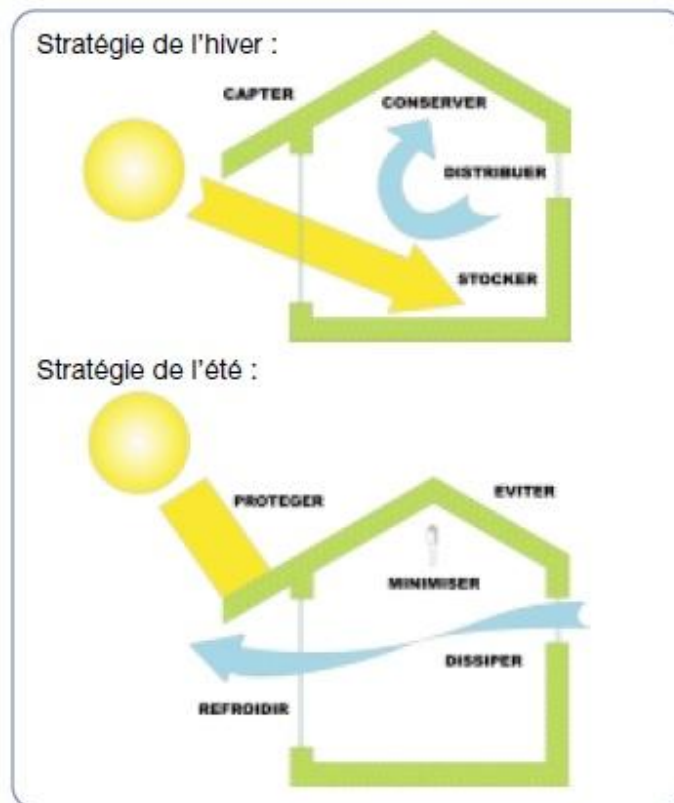 Stratégie de l'hiver :
CAPTER
CONSERVER
DISTRIBUER
STOCKER
Stratégie de l'été :
PROTEGER
EVITER
MINIMISER
DISSIPER
REFROIDIR